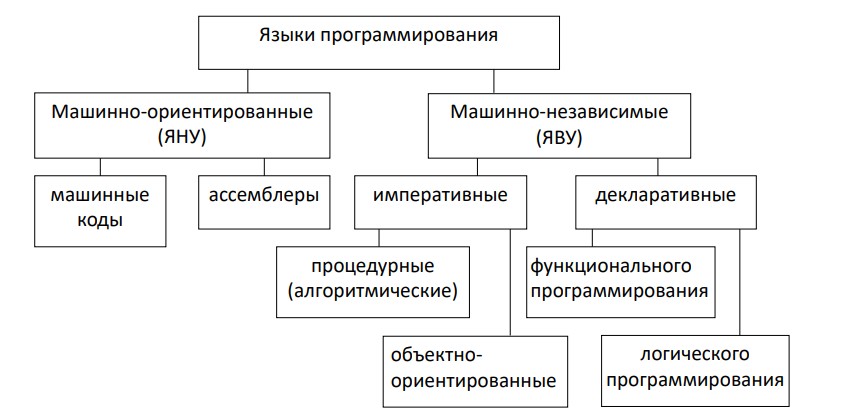 Языки программирования
Машинно-ориентированные
(ЯНУ)
Машинно-независимые
(ЯВУ)
машинные
коды
ассемблеры
императивные
декларативные
процедурные
(алгоритмические)
функционального
программирования
объектно-
ориентированные
логического
программирования